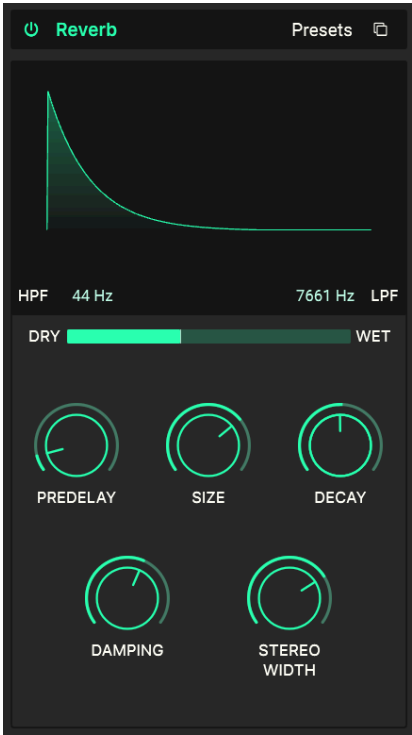 Reverb Presets
HPF 44 Hz 7661 Hz LPF
DRY WET
PREDELAY SIZE DECAY
DAMPING STEREO
WIDTH